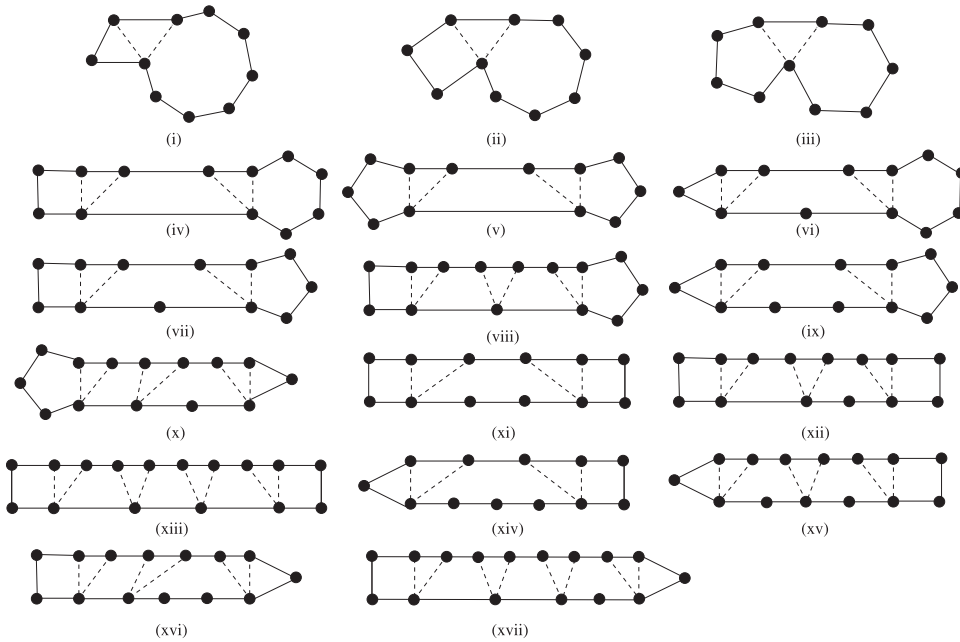 (i) (ii) (iii)
(iv) (v) (vi)
(vii) (viii) (ix)
(x) (xi) (xii)
(xiii) (xiv) (xv)
(xvi) (xvii)